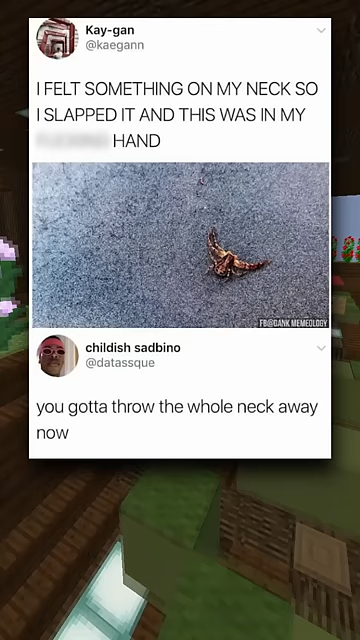 Kay-gan
@kaegann
I FELT SOMETHING ON MY NECK SO
I SLAPPED IT AND THIS WAS IN MY
HAND
FB@DANK MEMEOLOGY
childish sadbino
@datassque
you gotta throw the whole neck away
now